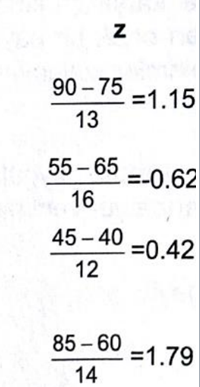 z
90 – 75
13
=1.15
55 – 65
16
=-0.62
45 – 40
12
=0.42
85 – 60
14
=1.79